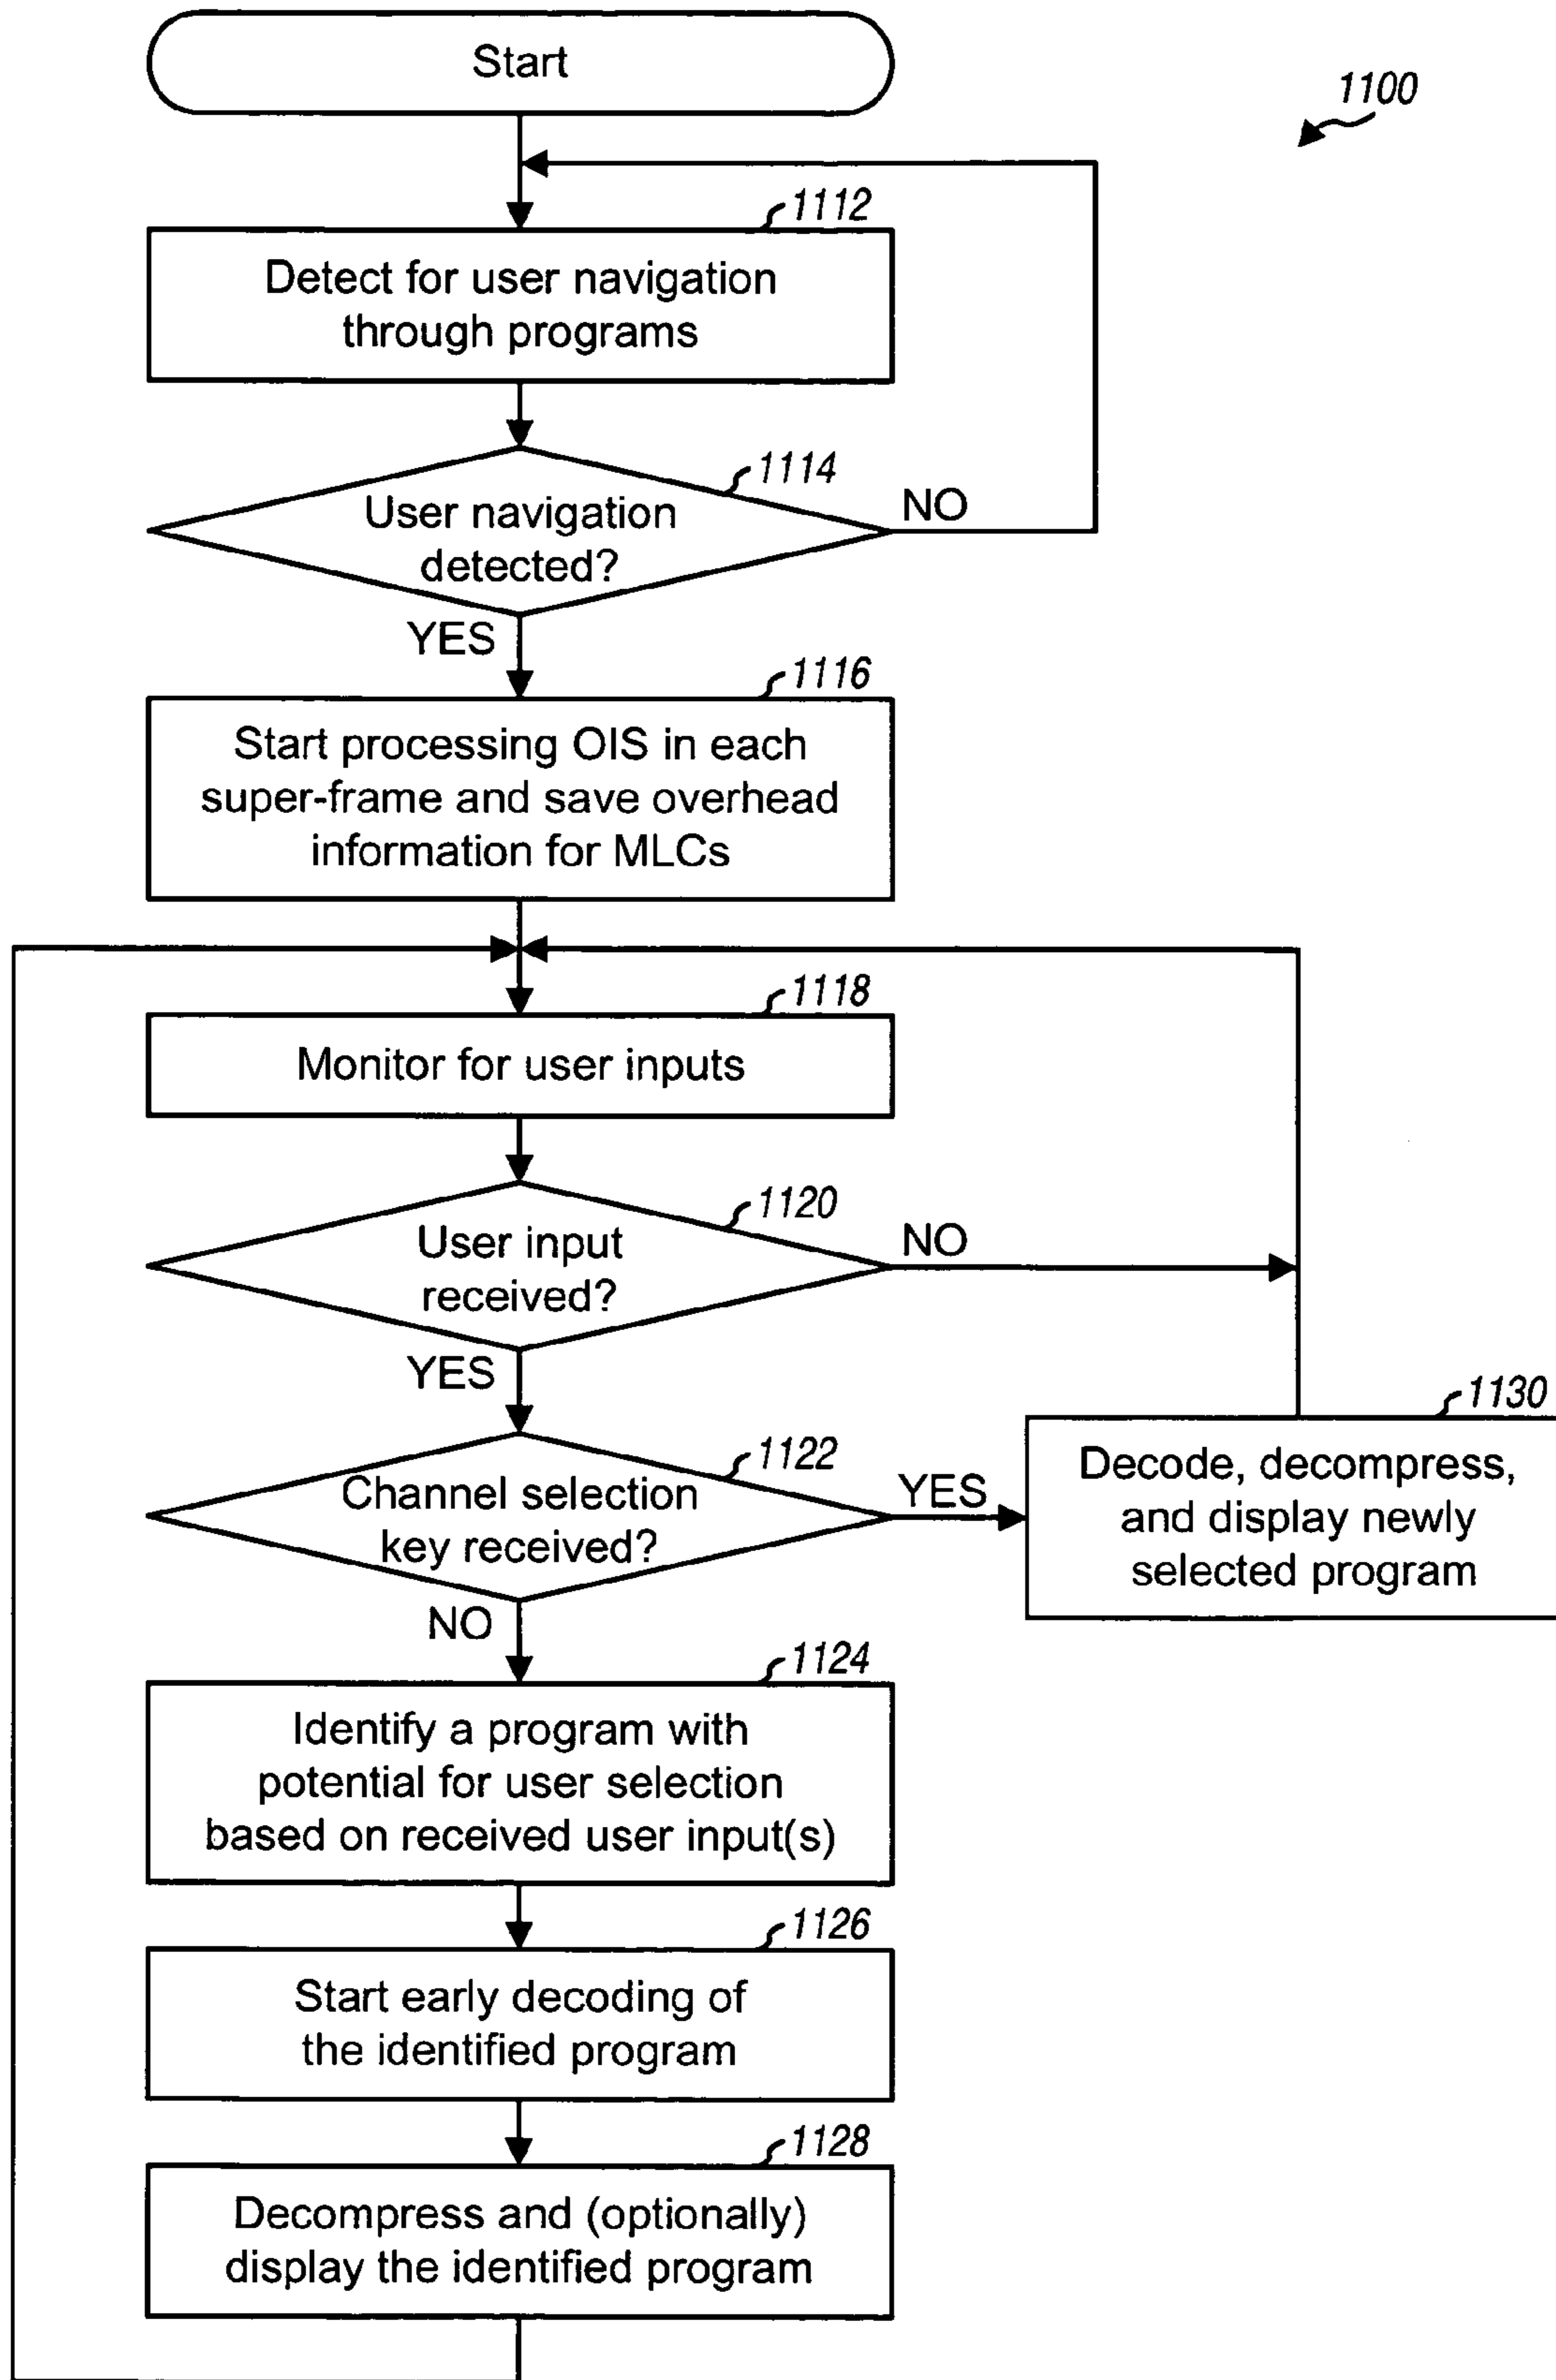 Start
1100
1112
Detect for user navigation
through programs
1114
User navigation
detected?
NO
YES
1116
Start processing OIS in each
super-frame and save overhead
information for MLCs
1118
Monitor for user inputs
1120
User input
received?
NO
YES
1122
Channel selection
key received?
YES
NO
1130
Decode, decompress,
and display newly
selected program
1124
Identify a program with
potential for user selection
based on received user input(s)
1126
Start early decoding of
the identified program
1128
Decompress and (optionally)
display the identified program